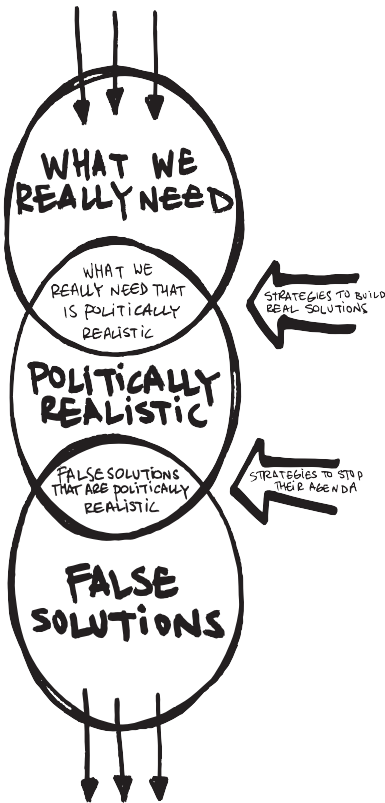 WHAT WE
REALLY NEED
WHAT WE
REALLY NEED THAT
IS POLITICALLY
REALISTIC
STRATEGIES TO BUILD
REAL SOLUTIONS
POLITiCALLY
REALiSTiC
FALSE SOLUTIONS
THAT ARE POLITICALLY
REALISTIC
STRATEGIES TO STOP
THEIR AGENDA
FALSE
SOLUTiONS